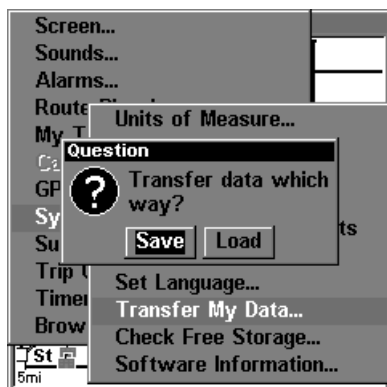 Screen...
Sounds...
Alarms...
Units of Measure...
Question
Transfer data which
way?
Save Load
Set Language...
Transfer My Data...
Check Free Storage...
Software Information...
5mi